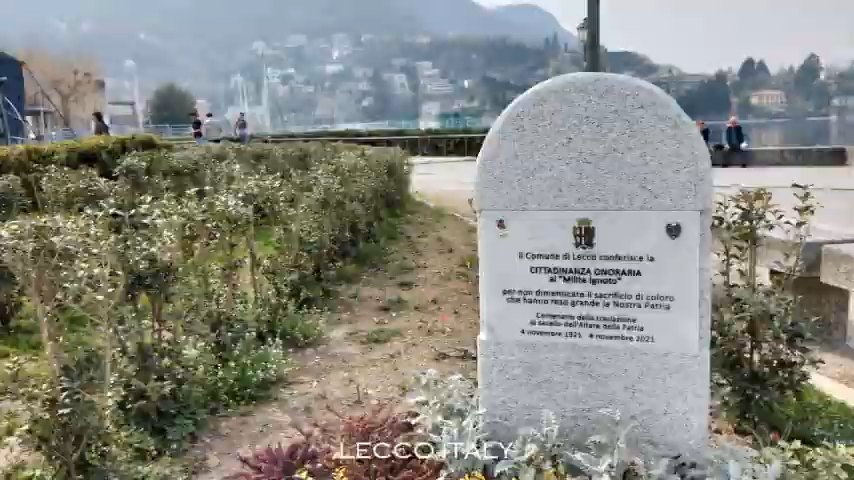 Il Comune di Lecco conferisce la
CITTADINANZA ONORARIA
al "Milite Ignoto"
per non dimenticare il sacrificio di coloro
che hanno reso grande la Nostra Patria
Centenario della traslazione
al Sacello dell'Altare della Patria
4 novembre 1921 4 novembre 2021
LECCO, ITALY